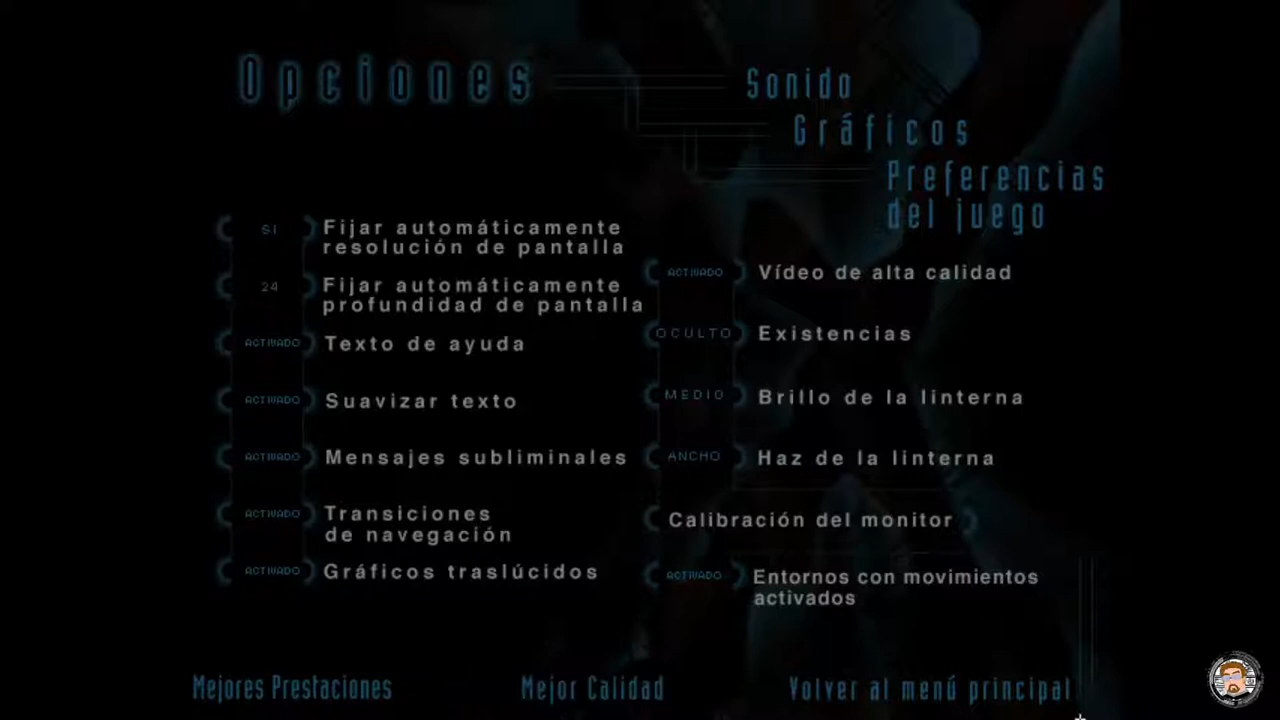 Opciones
Sonido
Gráficos
Preferencias
del juego
SI
Fijar automáticamente
resolución de pantalla
24
Fijar automáticamente
profundidad de pantalla
ACTIVADO Texto de ayuda
ACTIVADO Suavizar texto
ACTIVADO Mensajes subliminales
ACTIVADO Transiciones
de navegación
ACTIVADO Gráficos traslúcidos
ACTIVADO Vídeo de alta calidad
OCULTO Existencias
MEDIO Brillo de la linterna
ANCHO Haz de la linterna
Calibración del monitor
ACTIVADO Entornos con movimientos
activados
Mejores Prestaciones
Mejor Calidad
Volver al menú principal